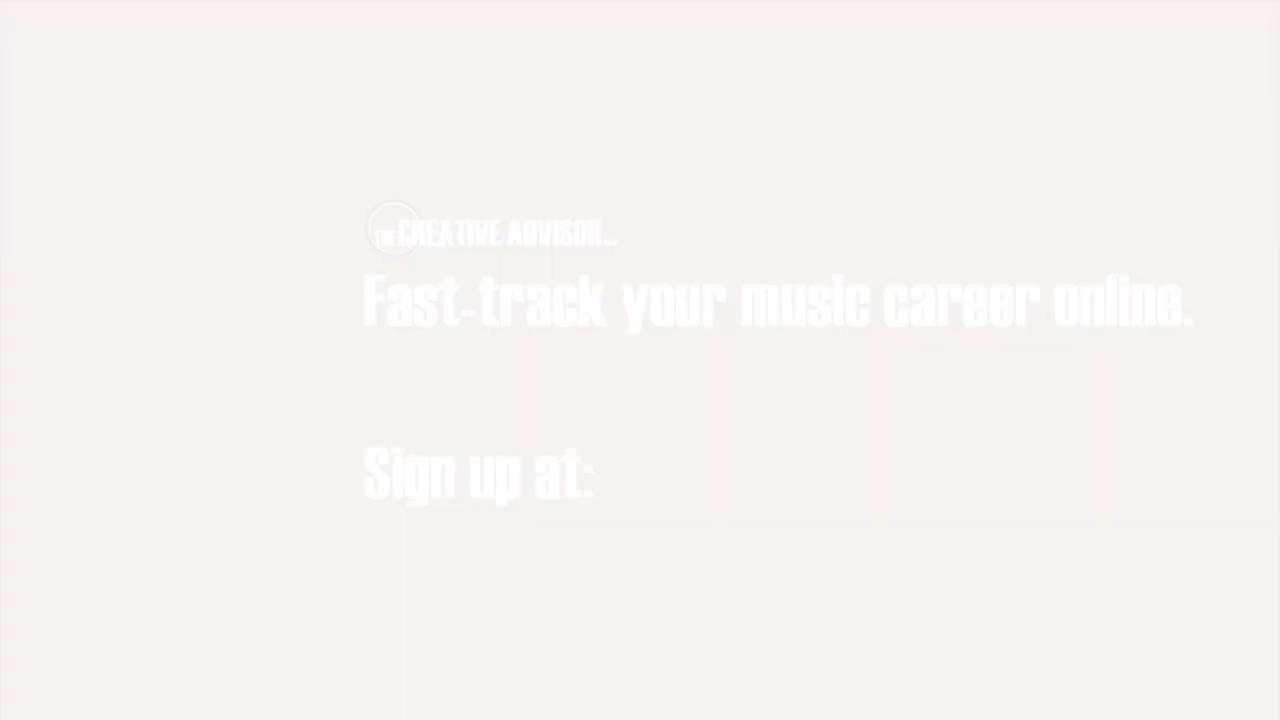 THE CREATIVE ADVISOR...
Fast-track your music career online.
Sign up at: